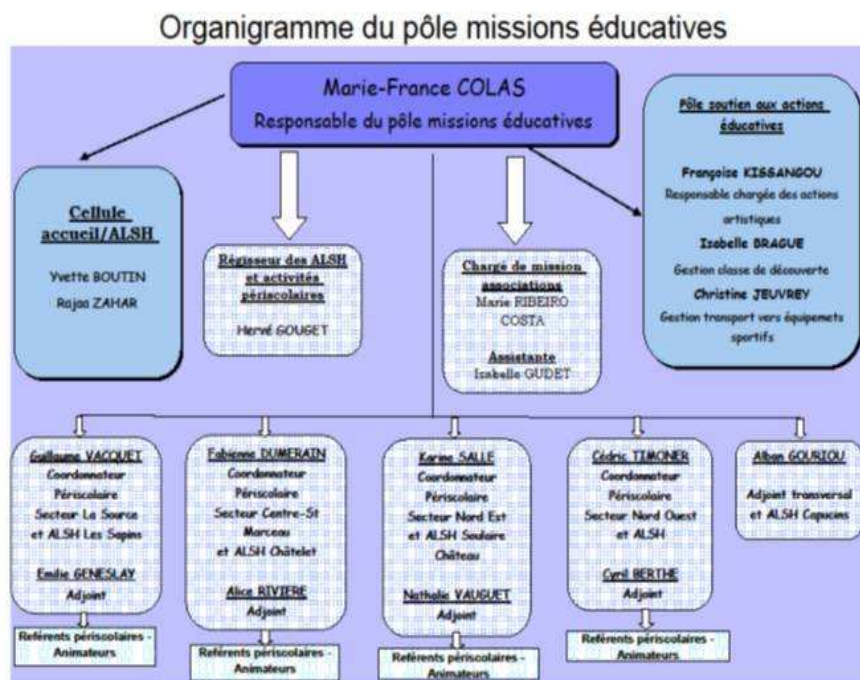 Organigramme du pôle missions éducatives
Marie-France COLAS
Responsable du pôle missions éducatives
Pôle soutien aux actions
éducatives
Françoise KISSANGOU
Responsable chargée des actions
artistiques
Isabelle BRAGUE
Gestion classe de découverte
Christine JEUVREY
Gestion transport vers équipemets
sportifs
Cellule
accueil/ALSH
Yvette BOUTIN
Rajaa ZAHAR
Régisseur des ALSH
et activités
périscolaires
Hervé GOUGET
Chargé de mission
associations
Marie RIBEIRO
COSTA
Assistante
Isabelle GUDET
Guillaume VACQUET
Coordonnateur
Périscolaire
Secteur La Source
et ALSH Les Sapins
Emilie GENESLAY
Adjoint
Référents périscolaires -
Animateurs
Fabienne DUMERAIN
Coordonnateur
Périscolaire
Secteur Centre-St
Marceau
et ALSH Châtelet
Alice RIVIERE
Adjoint
Référents périscolaires -
Animateurs
Karine SALLE
Coordonnateur
Périscolaire
Secteur Nord Est
et ALSH Soulaire
Château
Nathalie VAUGUET
Adjoint
Référents périscolaires -
Animateurs
Cédric TIMONER
Coordonnateur
Périscolaire
Secteur Nord Ouest
et ALSH
Cyril BERTHE
Adjoint
Référents périscolaires -
Animateurs
Alban GOURIOU
Adjoint transversal
et ALSH Capucins